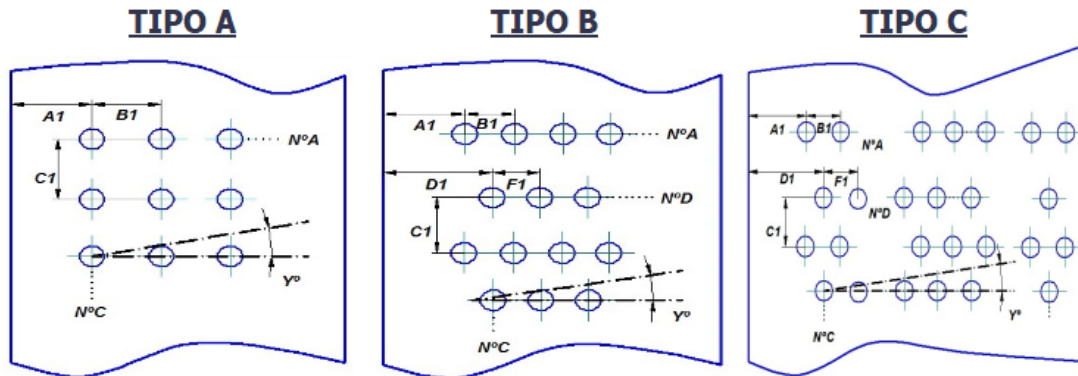 TIPO A
A1 B1
NºA
C1
Yº
NºC
TIPO B
A1 B1
NºA
D1 F1
NºD
C1
Yº
NºC
TIPO C
A1 B1
NºA
D1 F1
NºD
C1
Yº
NºC